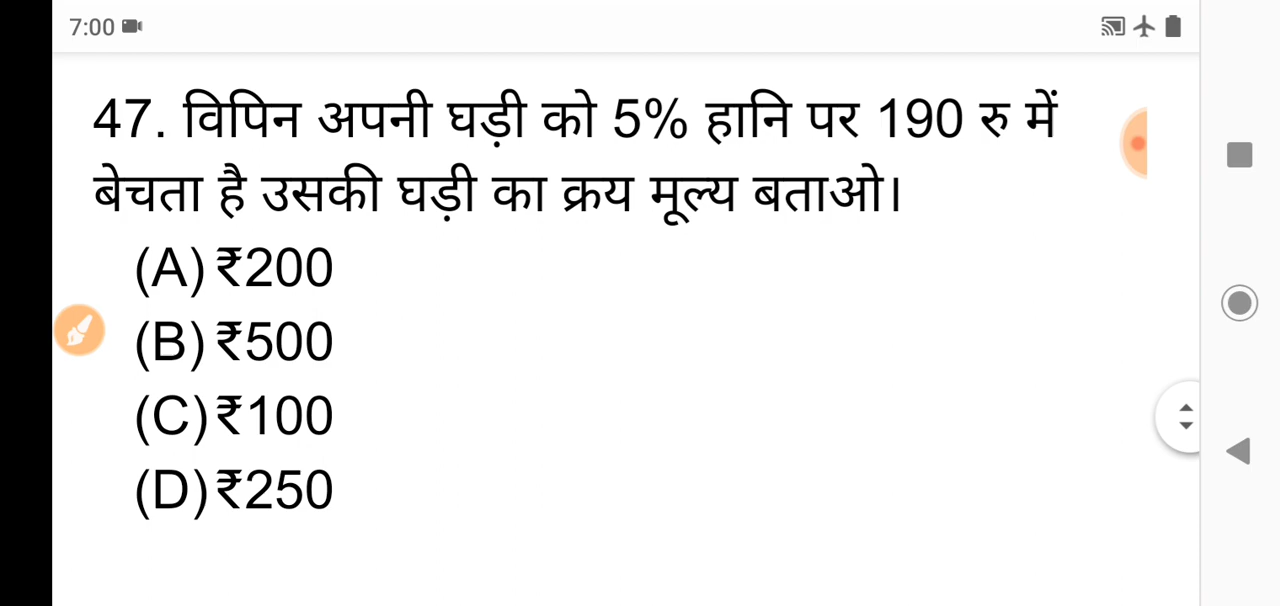 7:00
47. विपिन अपनी घड़ी को 5% हानि पर 190 रु में
बेचता है उसकी घड़ी का क्रय मूल्य बताओ।
(A) ₹200
(B) ₹500
(C) ₹100
(D) ₹250